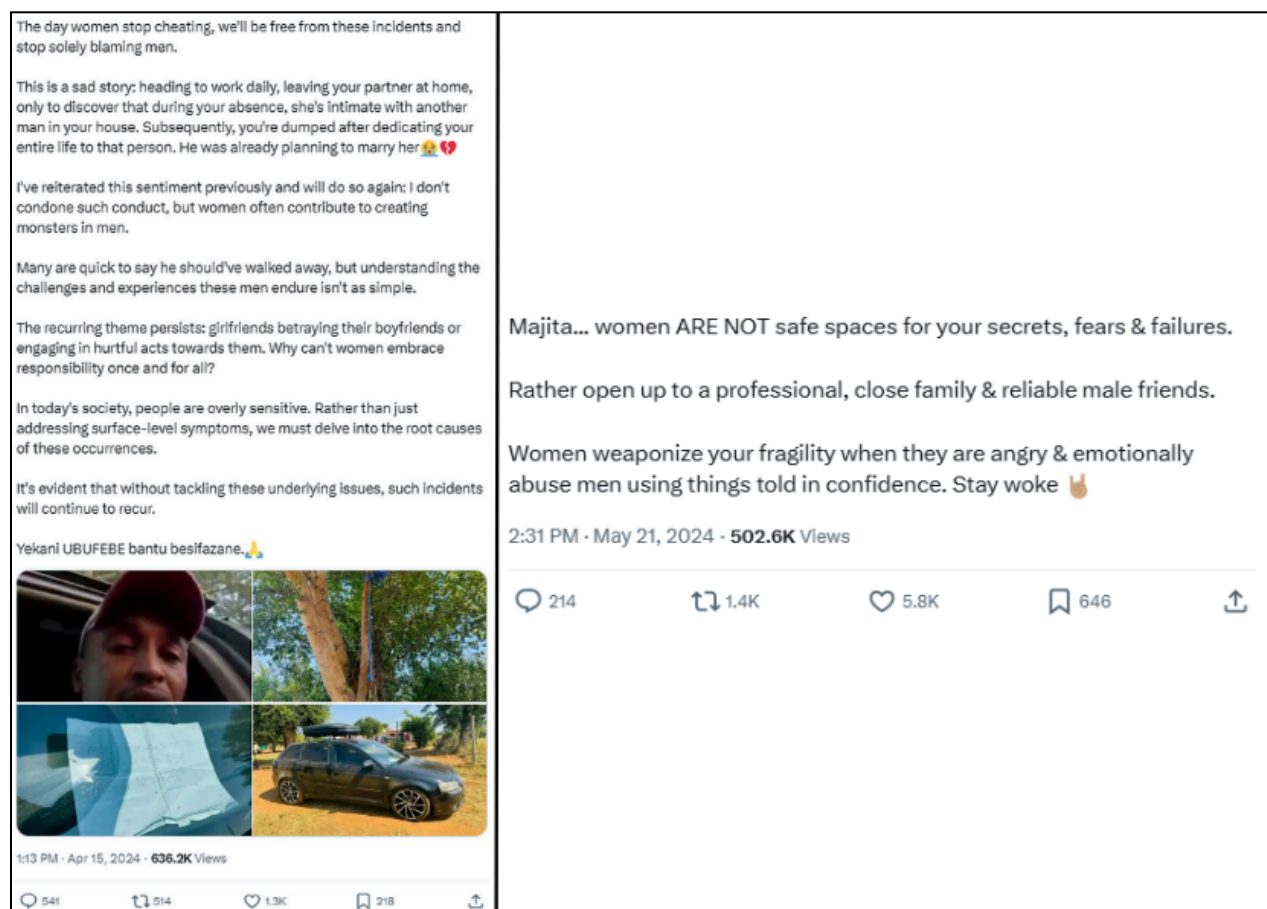 The day women stop cheating, we'll be free from these incidents and
stop solely blaming men.
This is a sad story: heading to work daily, leaving your partner at home,
only to discover that during your absence, she's intimate with another
man in your house. Subsequently, you're dumped after dedicating your
entire life to that person. He was already planning to marry her😭💔
I've reiterated this sentiment previously and will do so again: I don't
condone such conduct, but women often contribute to creating
monsters in men.
Many are quick to say he should've walked away, but understanding the
challenges and experiences these men endure isn't as simple.
The recurring theme persists: girlfriends betraying their boyfriends or
engaging in hurtful acts towards them. Why can't women embrace
responsibility once and for all?
In today's society, people are overly sensitive. Rather than just
addressing surface-level symptoms, we must delve into the root causes
of these occurrences.
It's evident that without tackling these underlying issues, such incidents
will continue to recur.
Yekani UBUFEBE bantu besifazane.🙏
1:13 PM · Apr 15, 2024 · 636.2K Views
541 514 1.3K 218
Majita... women ARE NOT safe spaces for your secrets, fears & failures.
Rather open up to a professional, close family & reliable male friends.
Women weaponize your fragility when they are angry & emotionally
abuse men using things told in confidence. Stay woke 🤘🏽
2:31 PM · May 21, 2024 · 502.6K Views
214 1.4K 5.8K 646